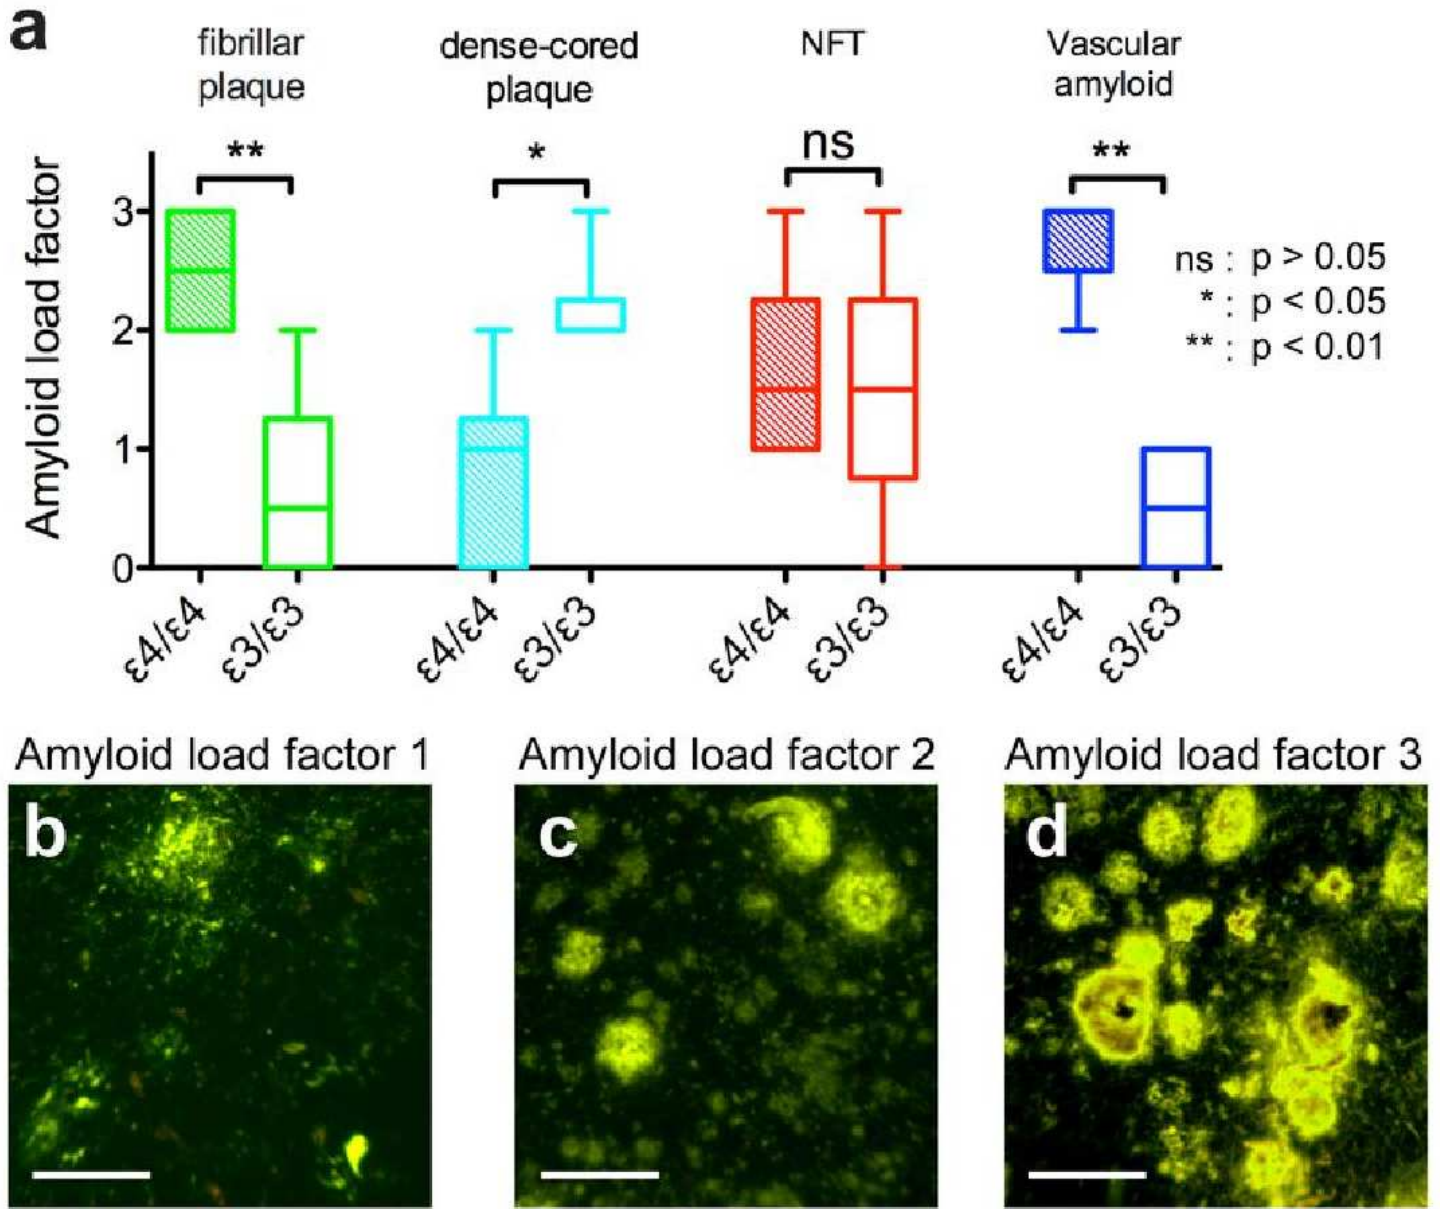 a
fibrillar
plaque
dense-cored
plaque
NFT
Vascular
amyloid
**
*
ns
**
Amyloid load factor
3
2
1
0
ns : p > 0.05
* : p < 0.05
** : p < 0.01
ε4/ε4
ε3/ε3
ε4/ε4
ε3/ε3
ε4/ε4
ε3/ε3
ε4/ε4
ε3/ε3
Amyloid load factor 1
Amyloid load factor 2
Amyloid load factor 3
b
c
d